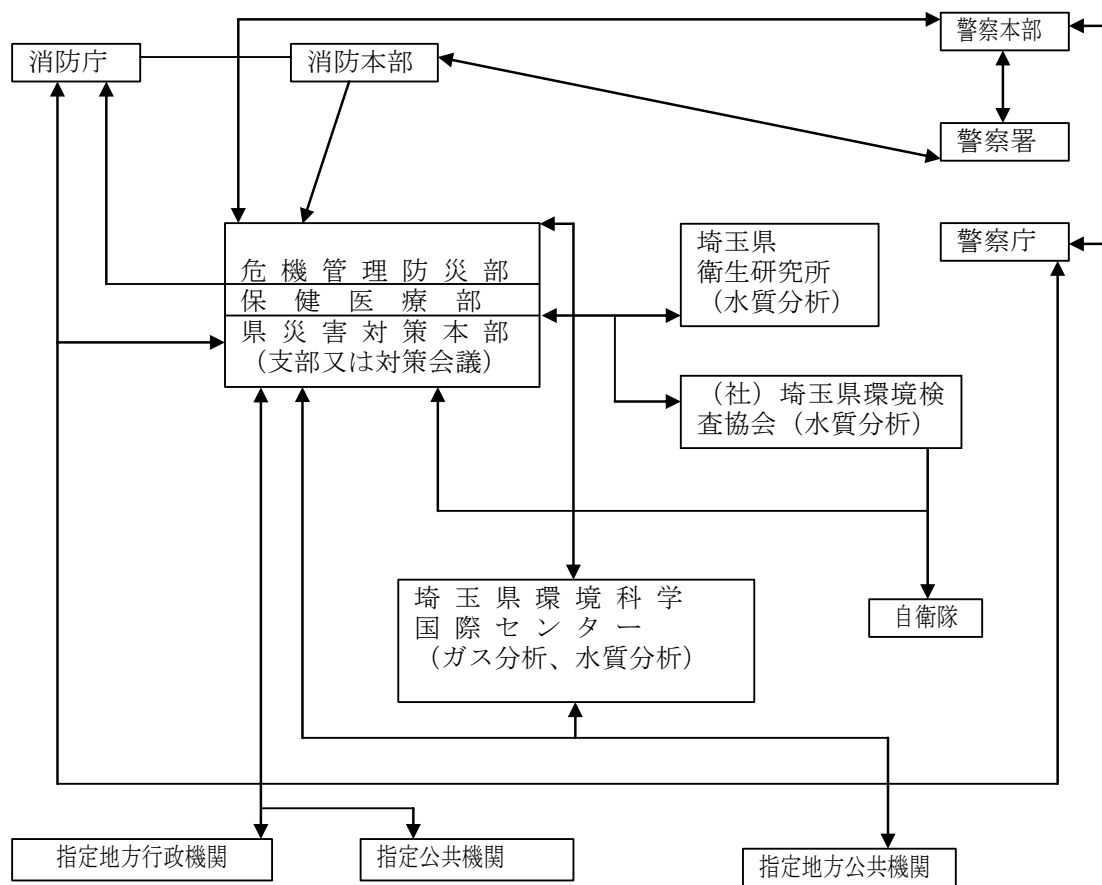 警察本部
消防庁
消防本部
警察署
危機管理防災部
保健医療部
県災害対策本部
（支部又は対策会議）
埼玉県
衛生研究所
（水質分析）
警察庁
（社）埼玉県環境検
査協会（水質分析）
埼玉県環境科学
国際センター
（ガス分析、水質分析）
自衛隊
指定地方行政機関
指定公共機関
指定地方公共機関